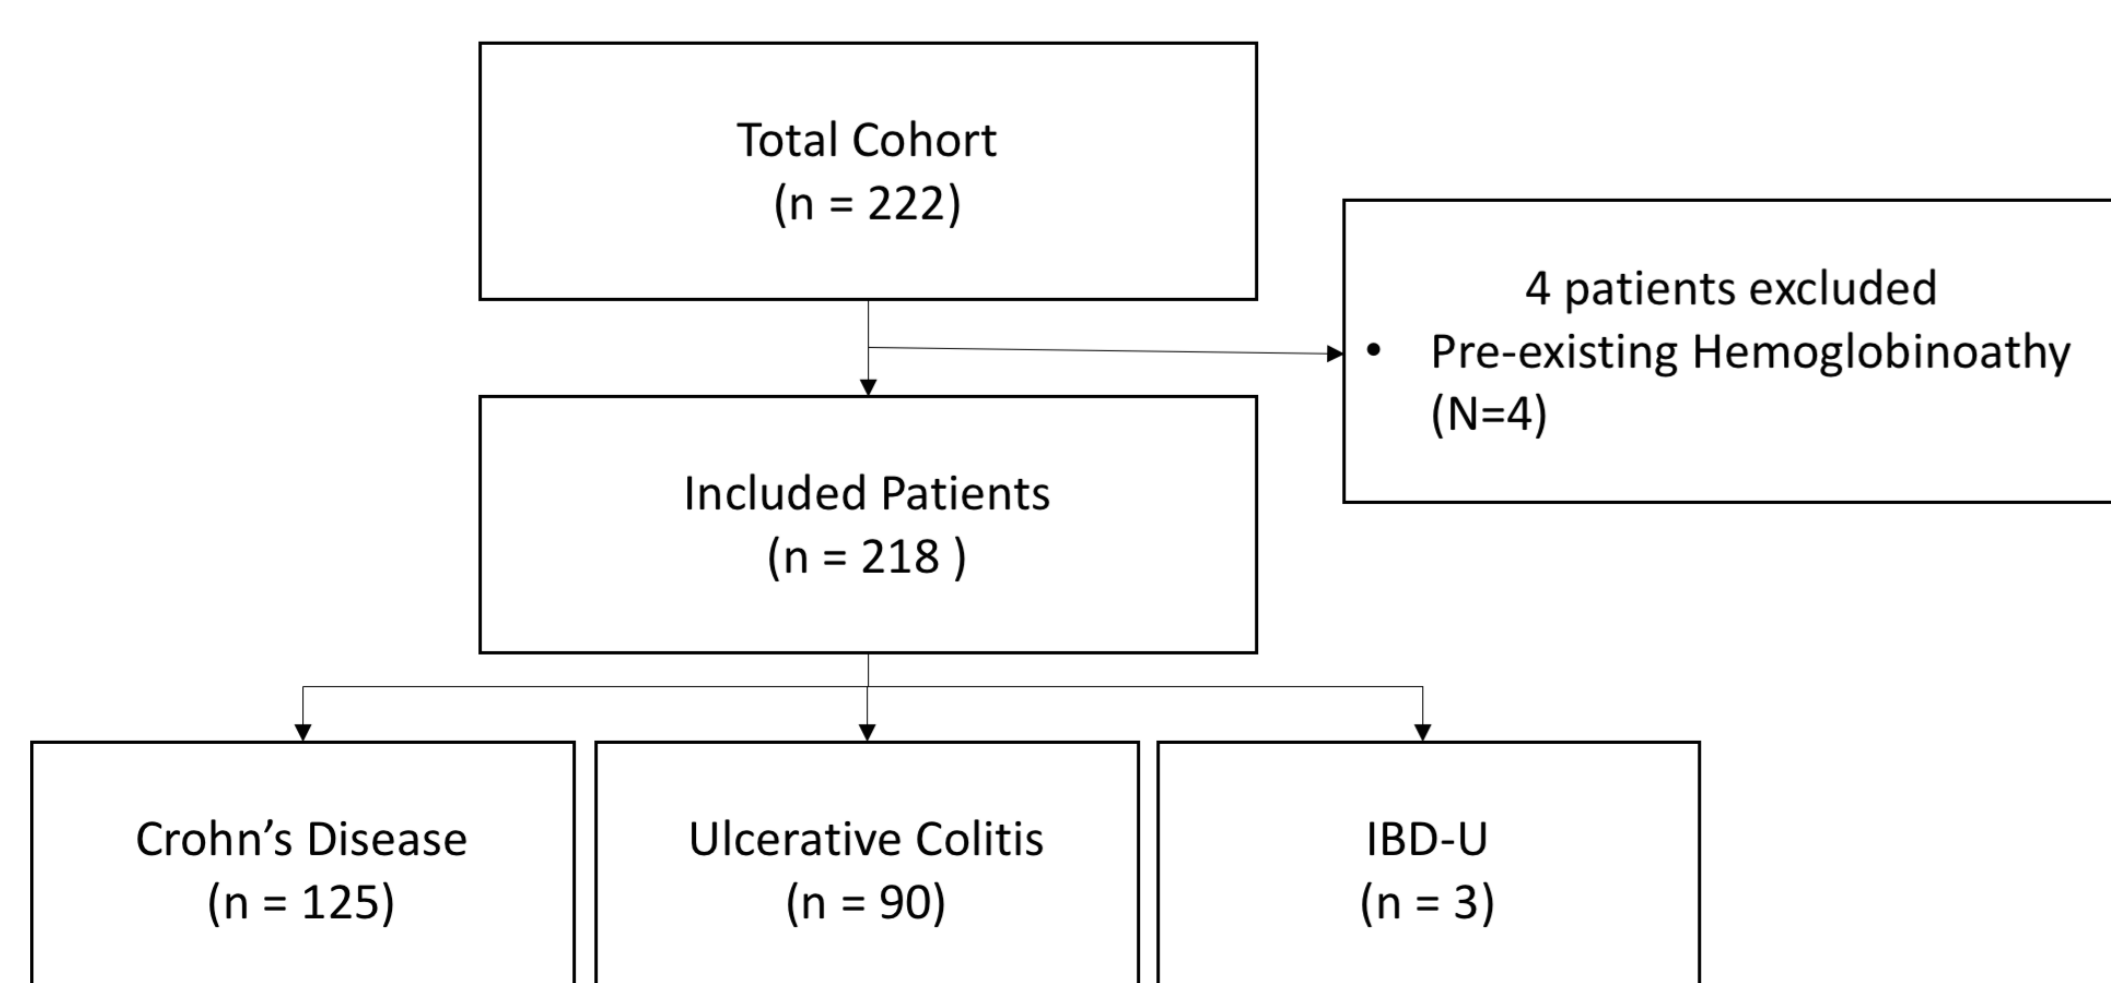 Total Cohort
(n = 222)
4 patients excluded
• Pre-existing Hemoglobinoathy
(N=4)
Included Patients
(n = 218 )
Crohn’s Disease
(n = 125)
Ulcerative Colitis
(n = 90)
IBD-U
(n = 3)